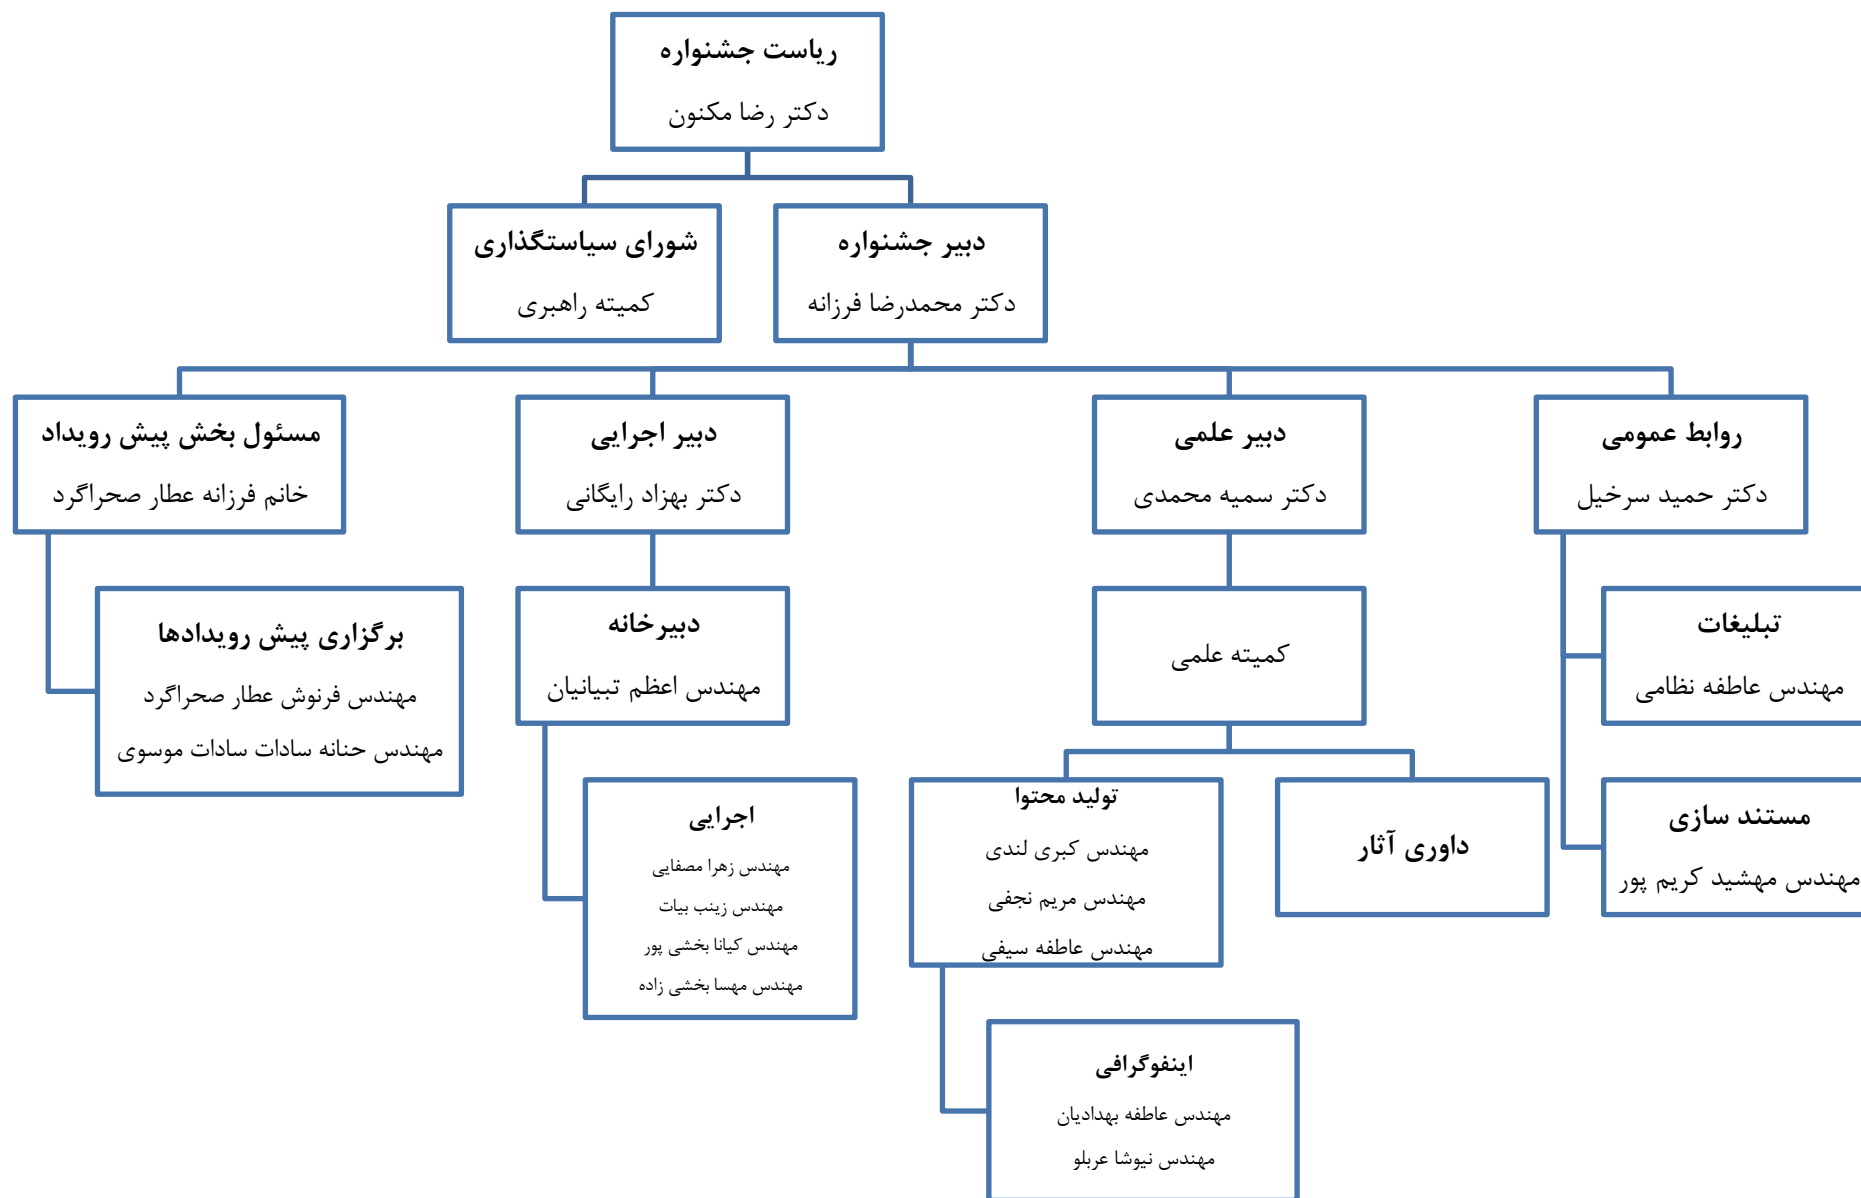 ریاست جشنواره
دکتر رضا مکنون
دبیر جشنواره
دکتر محمدرضا فرزانه
شورای سیاستگذاری
کمیته راهبری
روابط عمومی
دکتر حمید سرخیل
دبیر علمی
دکتر سمیه محمدی
دبیر اجرایی
دکتر بهزاد رایگانی
مسئول بخش پیش رویداد
خانم فرزانه عطار صحراگرد
تبلیغات
مهندس عاطفه نظامی
کمیته علمی
دبیرخانه
مهندس اعظم تبیانیان
برگزاری پیش رویدادها
مهندس فرنوش عطار صحراگرد
مهندس حنانه سادات سادات موسوی
مستند سازی
مهندس مهشید کریم پور
داوری آثار
تولید محتوا
مهندس کبری لندی
مهندس مریم نجفی
مهندس عاطفه سیفی
اجرایی
مهندس زهرا مصفایی
مهندس زینب بیات
مهندس کیانا بخشی پور
مهندس مهسا بخشی زاده
اینفوگرافی
مهندس عاطفه بهدادیان
مهندس نیوشا عربلو